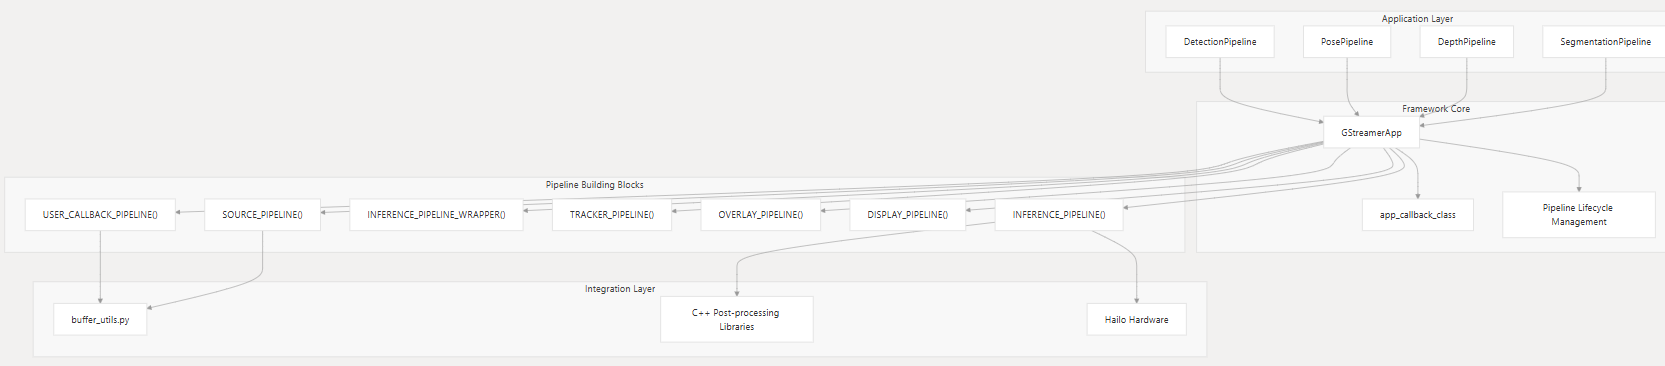 Application Layer
DetectionPipeline
PosePipeline
DepthPipeline
SegmentationPipeline
Framework Core
GStreamerApp
Pipeline Building Blocks
USER_CALLBACK_PIPELINE()
SOURCE_PIPELINE()
INFERENCE_PIPELINE_WRAPPER()
TRACKER_PIPELINE()
OVERLAY_PIPELINE()
DISPLAY_PIPELINE()
INFERENCE_PIPELINE()
app_callback_class
Pipeline Lifecycle
Management
Integration Layer
buffer_utils.py
C++ Post-processing
Libraries
Hailo Hardware